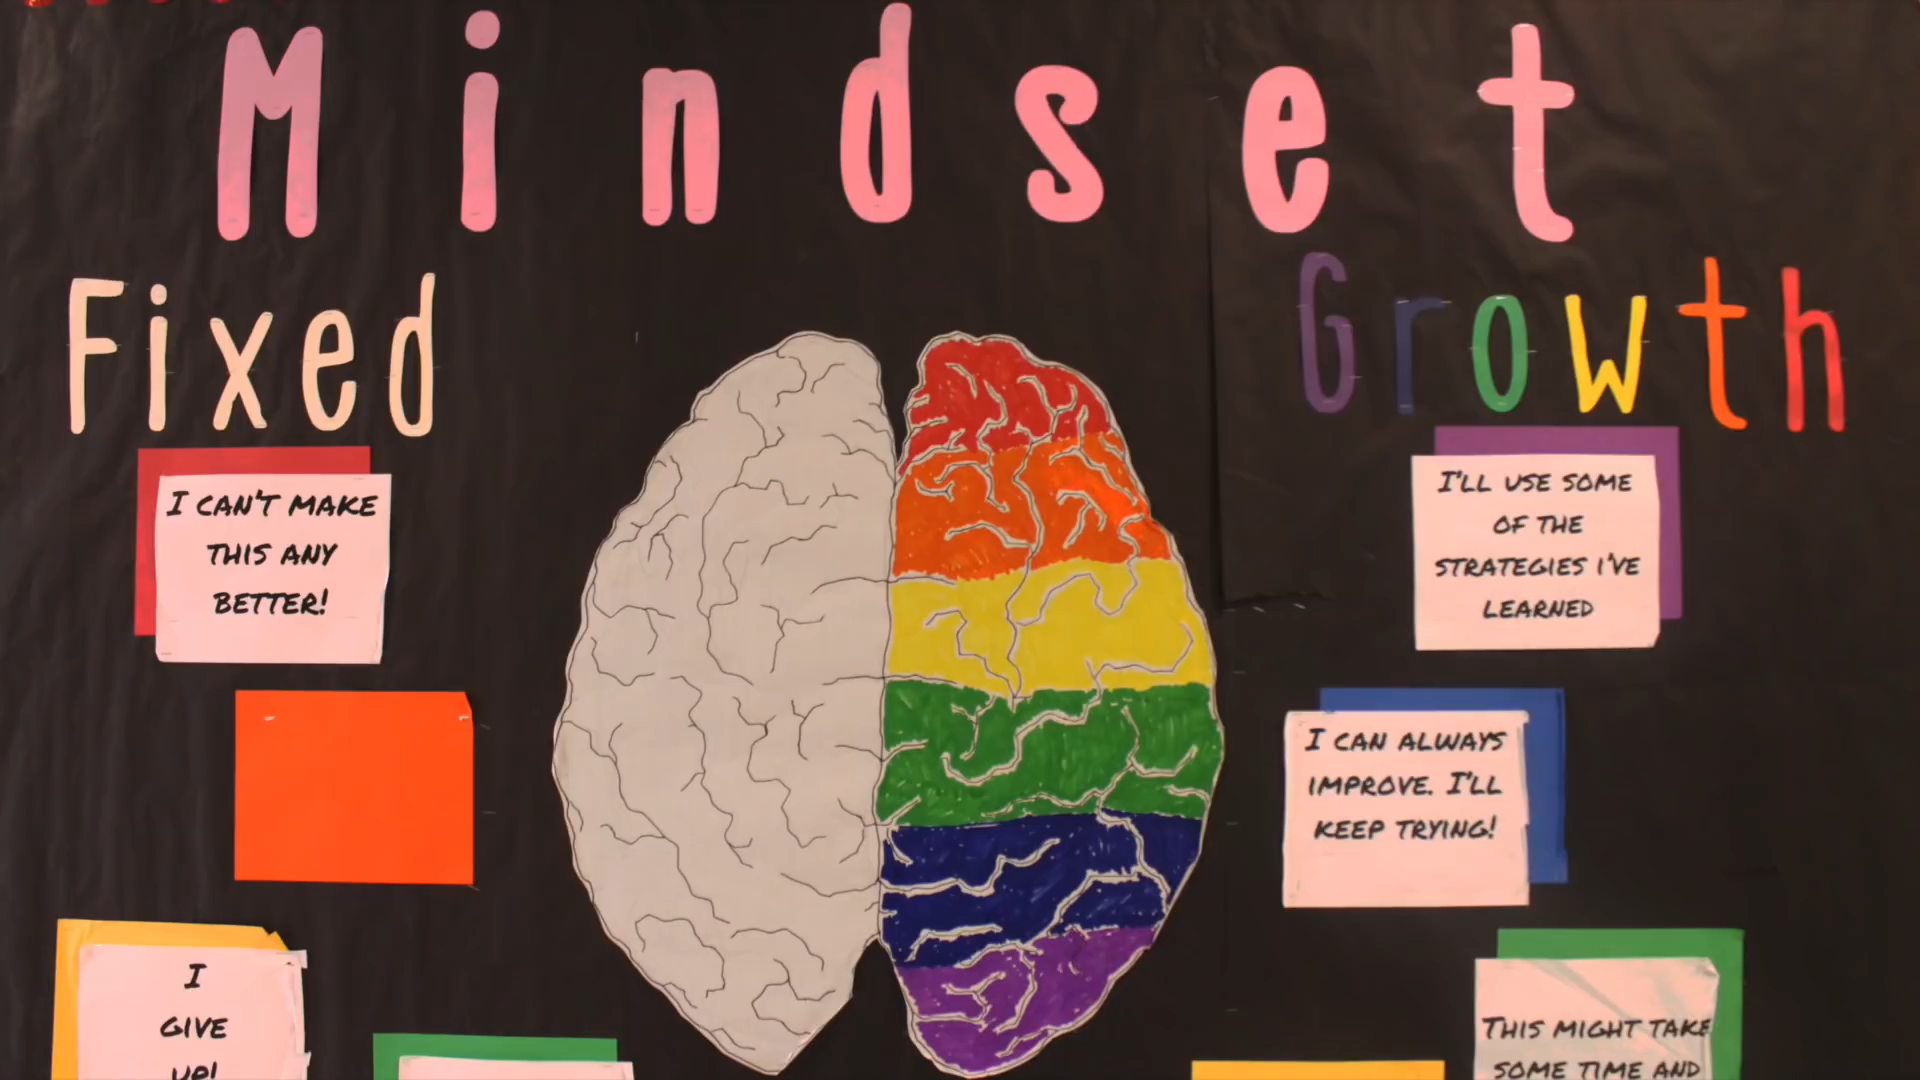 Mindset
Fixed
Growth
I CAN'T MAKE
THIS ANY
BETTER!
I
GIVE
UP!
I'LL USE SOME
OF THE
STRATEGIES I'VE
LEARNED
I CAN ALWAYS
IMPROVE. I'LL
KEEP TRYING!
THIS MIGHT TAKE
SOME TIME AND